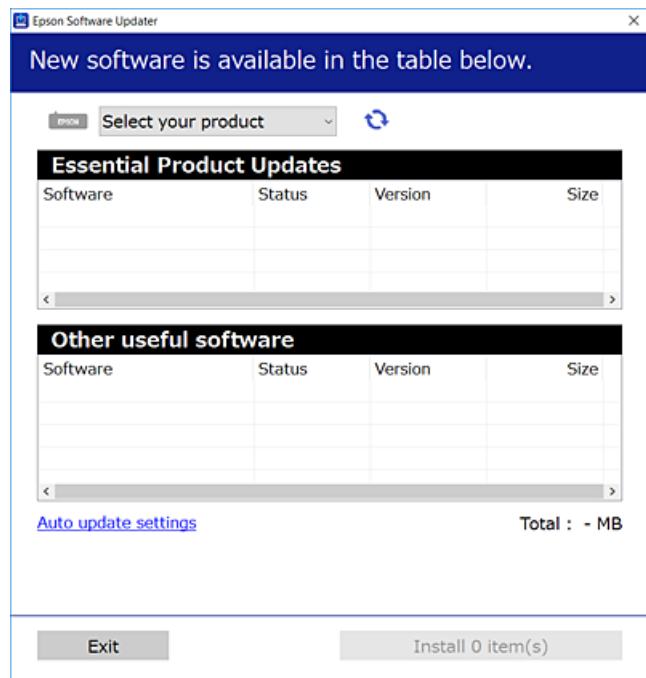 Epson Software Updater
New software is available in the table below.
EPSON Select your product
Essential Product Updates
Software Status Version Size
Other useful software
Software Status Version Size
Auto update settings Total : - MB
Exit Install 0 item(s)